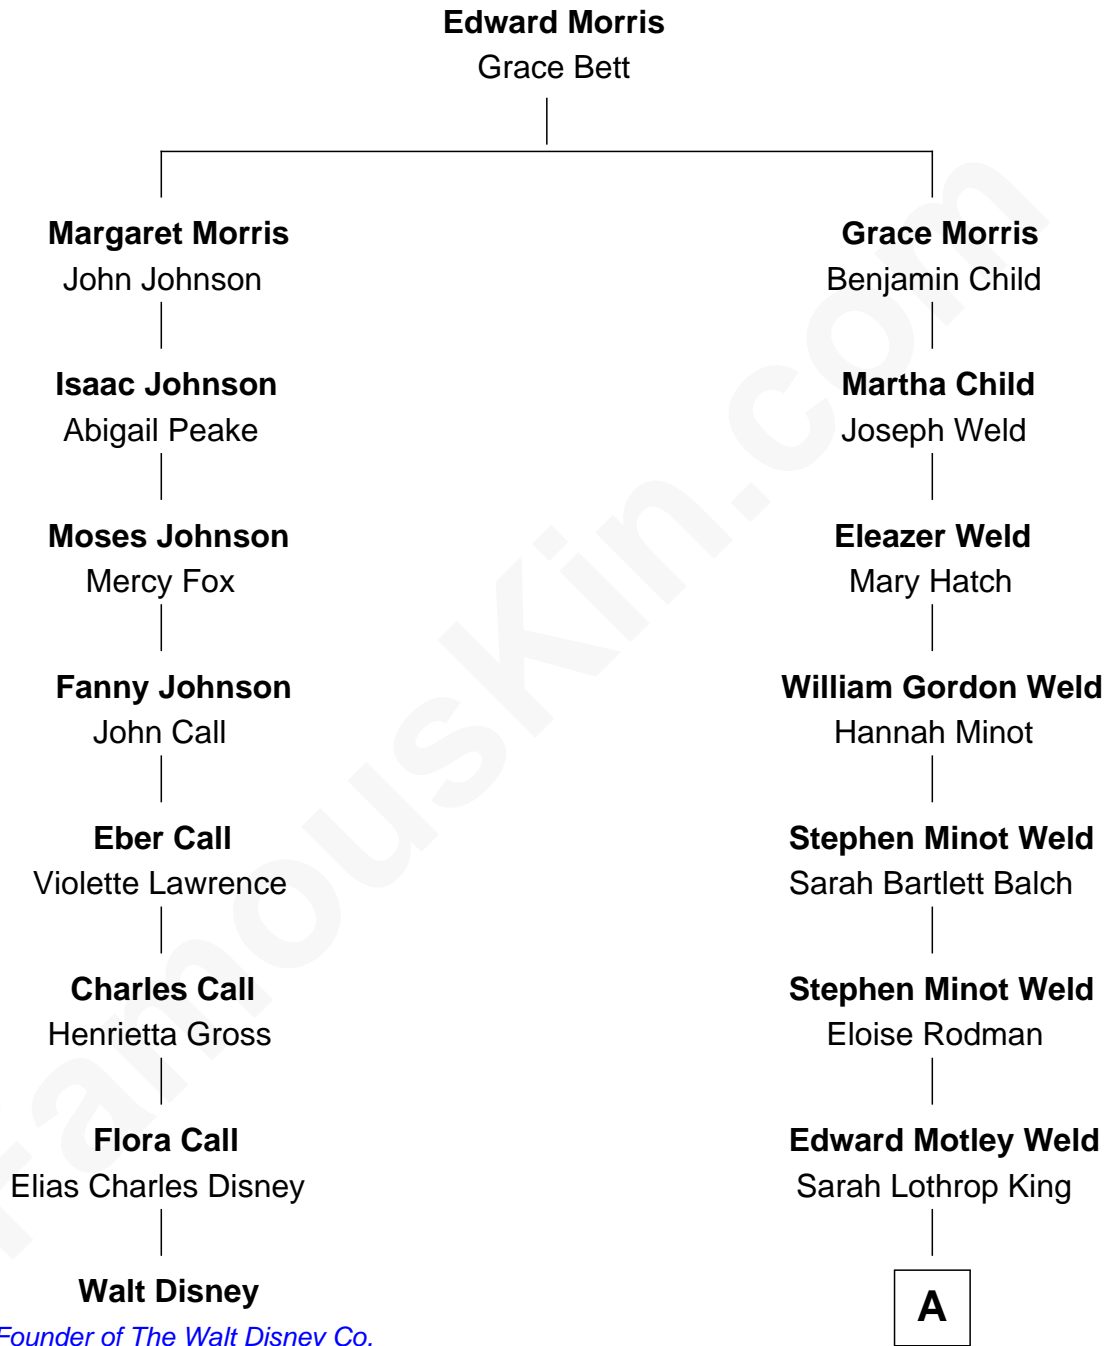 Edward Morris
Grace Bett
Margaret Morris
John Johnson
Grace Morris
Benjamin Child
Isaac Johnson
Abigail Peake
Martha Child
Joseph Weld
Moses Johnson
Mercy Fox
Eleazer Weld
Mary Hatch
Fanny Johnson
John Call
William Gordon Weld
Hannah Minot
Eber Call
Violette Lawrence
Stephen Minot Weld
Sarah Bartlett Balch
Charles Call
Henrietta Gross
Stephen Minot Weld
Eloise Rodman
Flora Call
Elias Charles Disney
Edward Motley Weld
Sarah Lothrop King
Walt Disney
Founder of The Walt Disney Co.
A
FamousKin.com